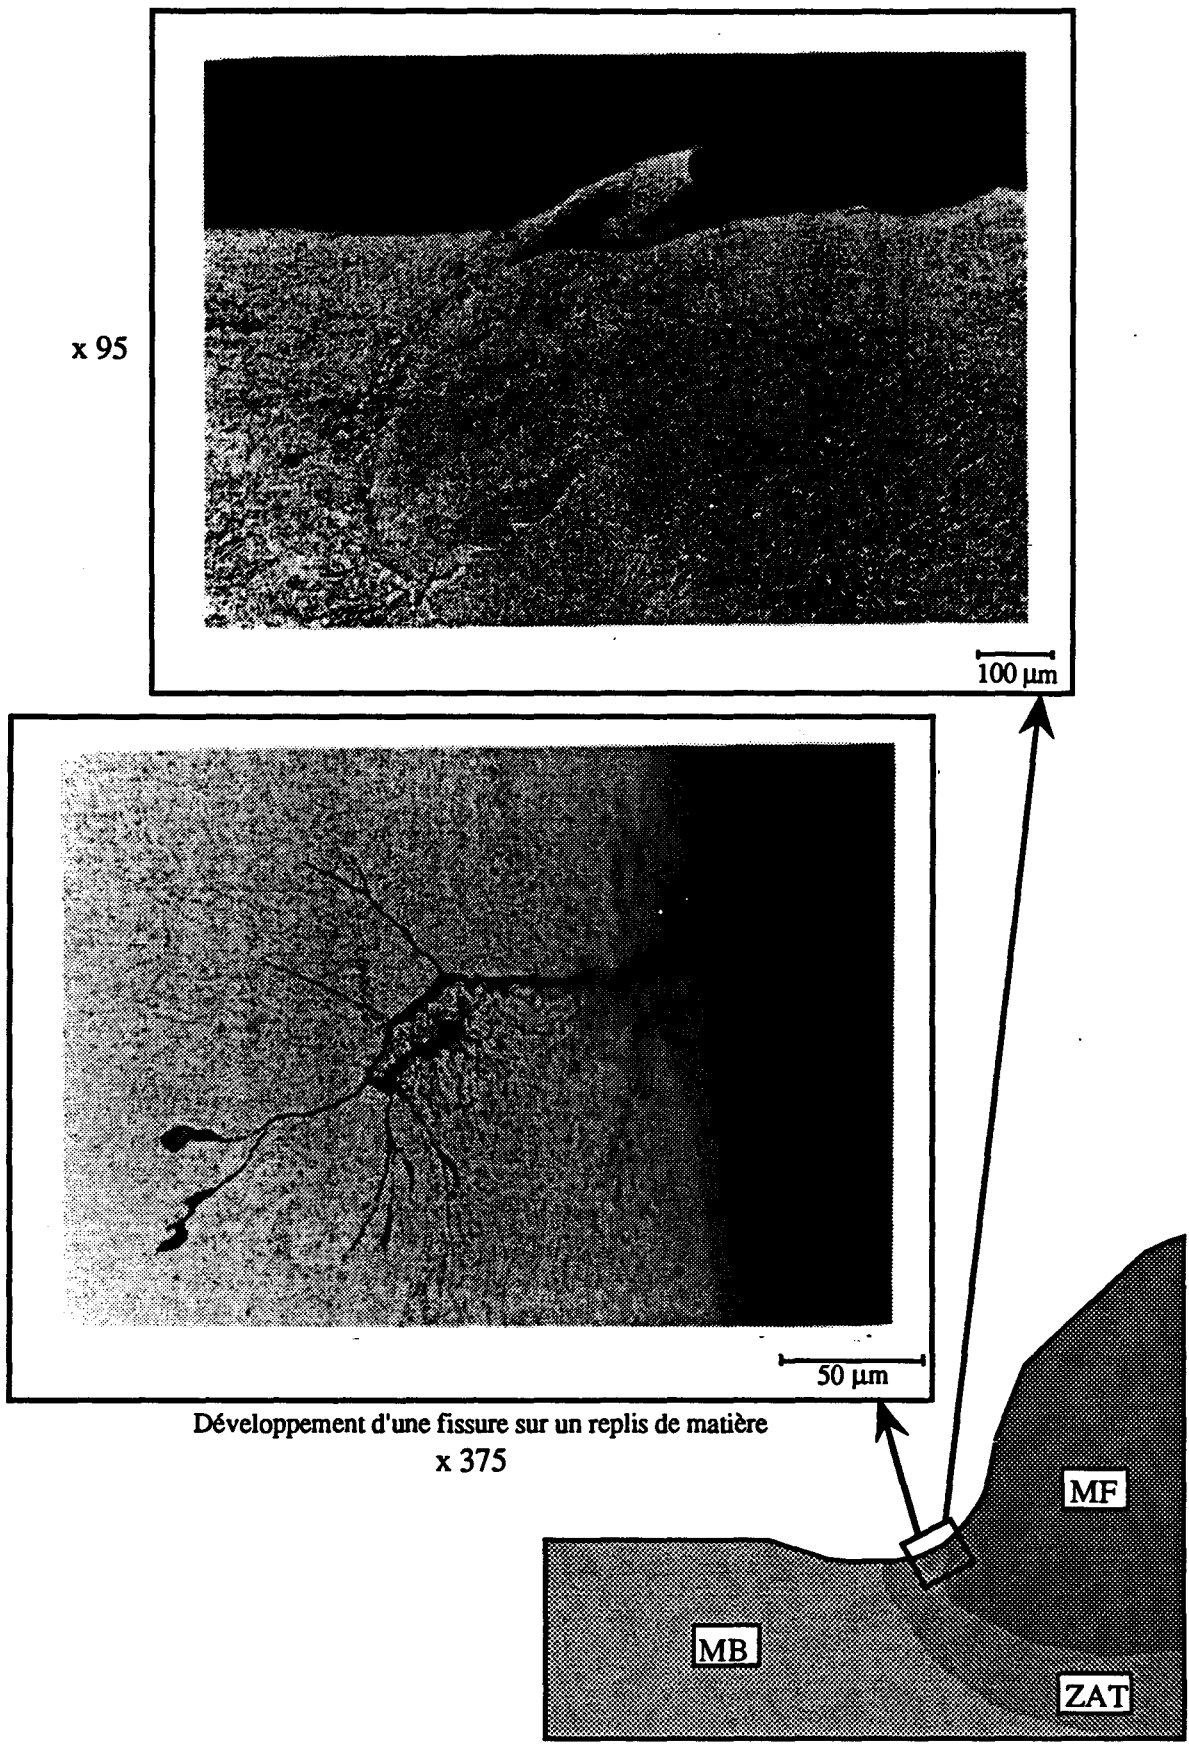 x 95
100 µm
50 µm
Développement d'une fissure sur un replis de matière
x 375
MF
MB
ZAT